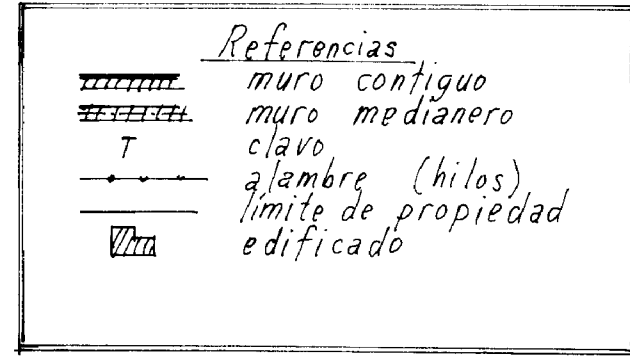 Referencias
muro contiguo
muro medianero
T clavo
alambre (hilos)
límite de propiedad
edificado